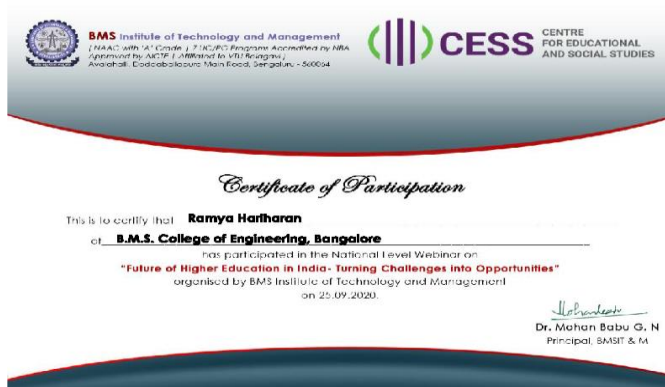 BMS Institute of Technology and Management
( NAAC with 'A' Grade | 7 UG/PG Programs Accredited by NBA
Approved by AICTE | Affiliated to VTU Belagavi )
Avalahalli, Doddaballapura Main Road, Bengaluru - 560064
CESS
CENTRE
FOR EDUCATIONAL
AND SOCIAL STUDIES
Certificate of Participation
This is to certify that Ramya Hariharan
of B.M.S. College of Engineering, Bangalore
has participated in the National Level Webinar on
"Future of Higher Education in India- Turning Challenges into Opportunities"
organised by BMS Institute of Technology and Management
on 25.09.2020.
Dr. Mohan Babu G. N
Principal, BMSIT & M